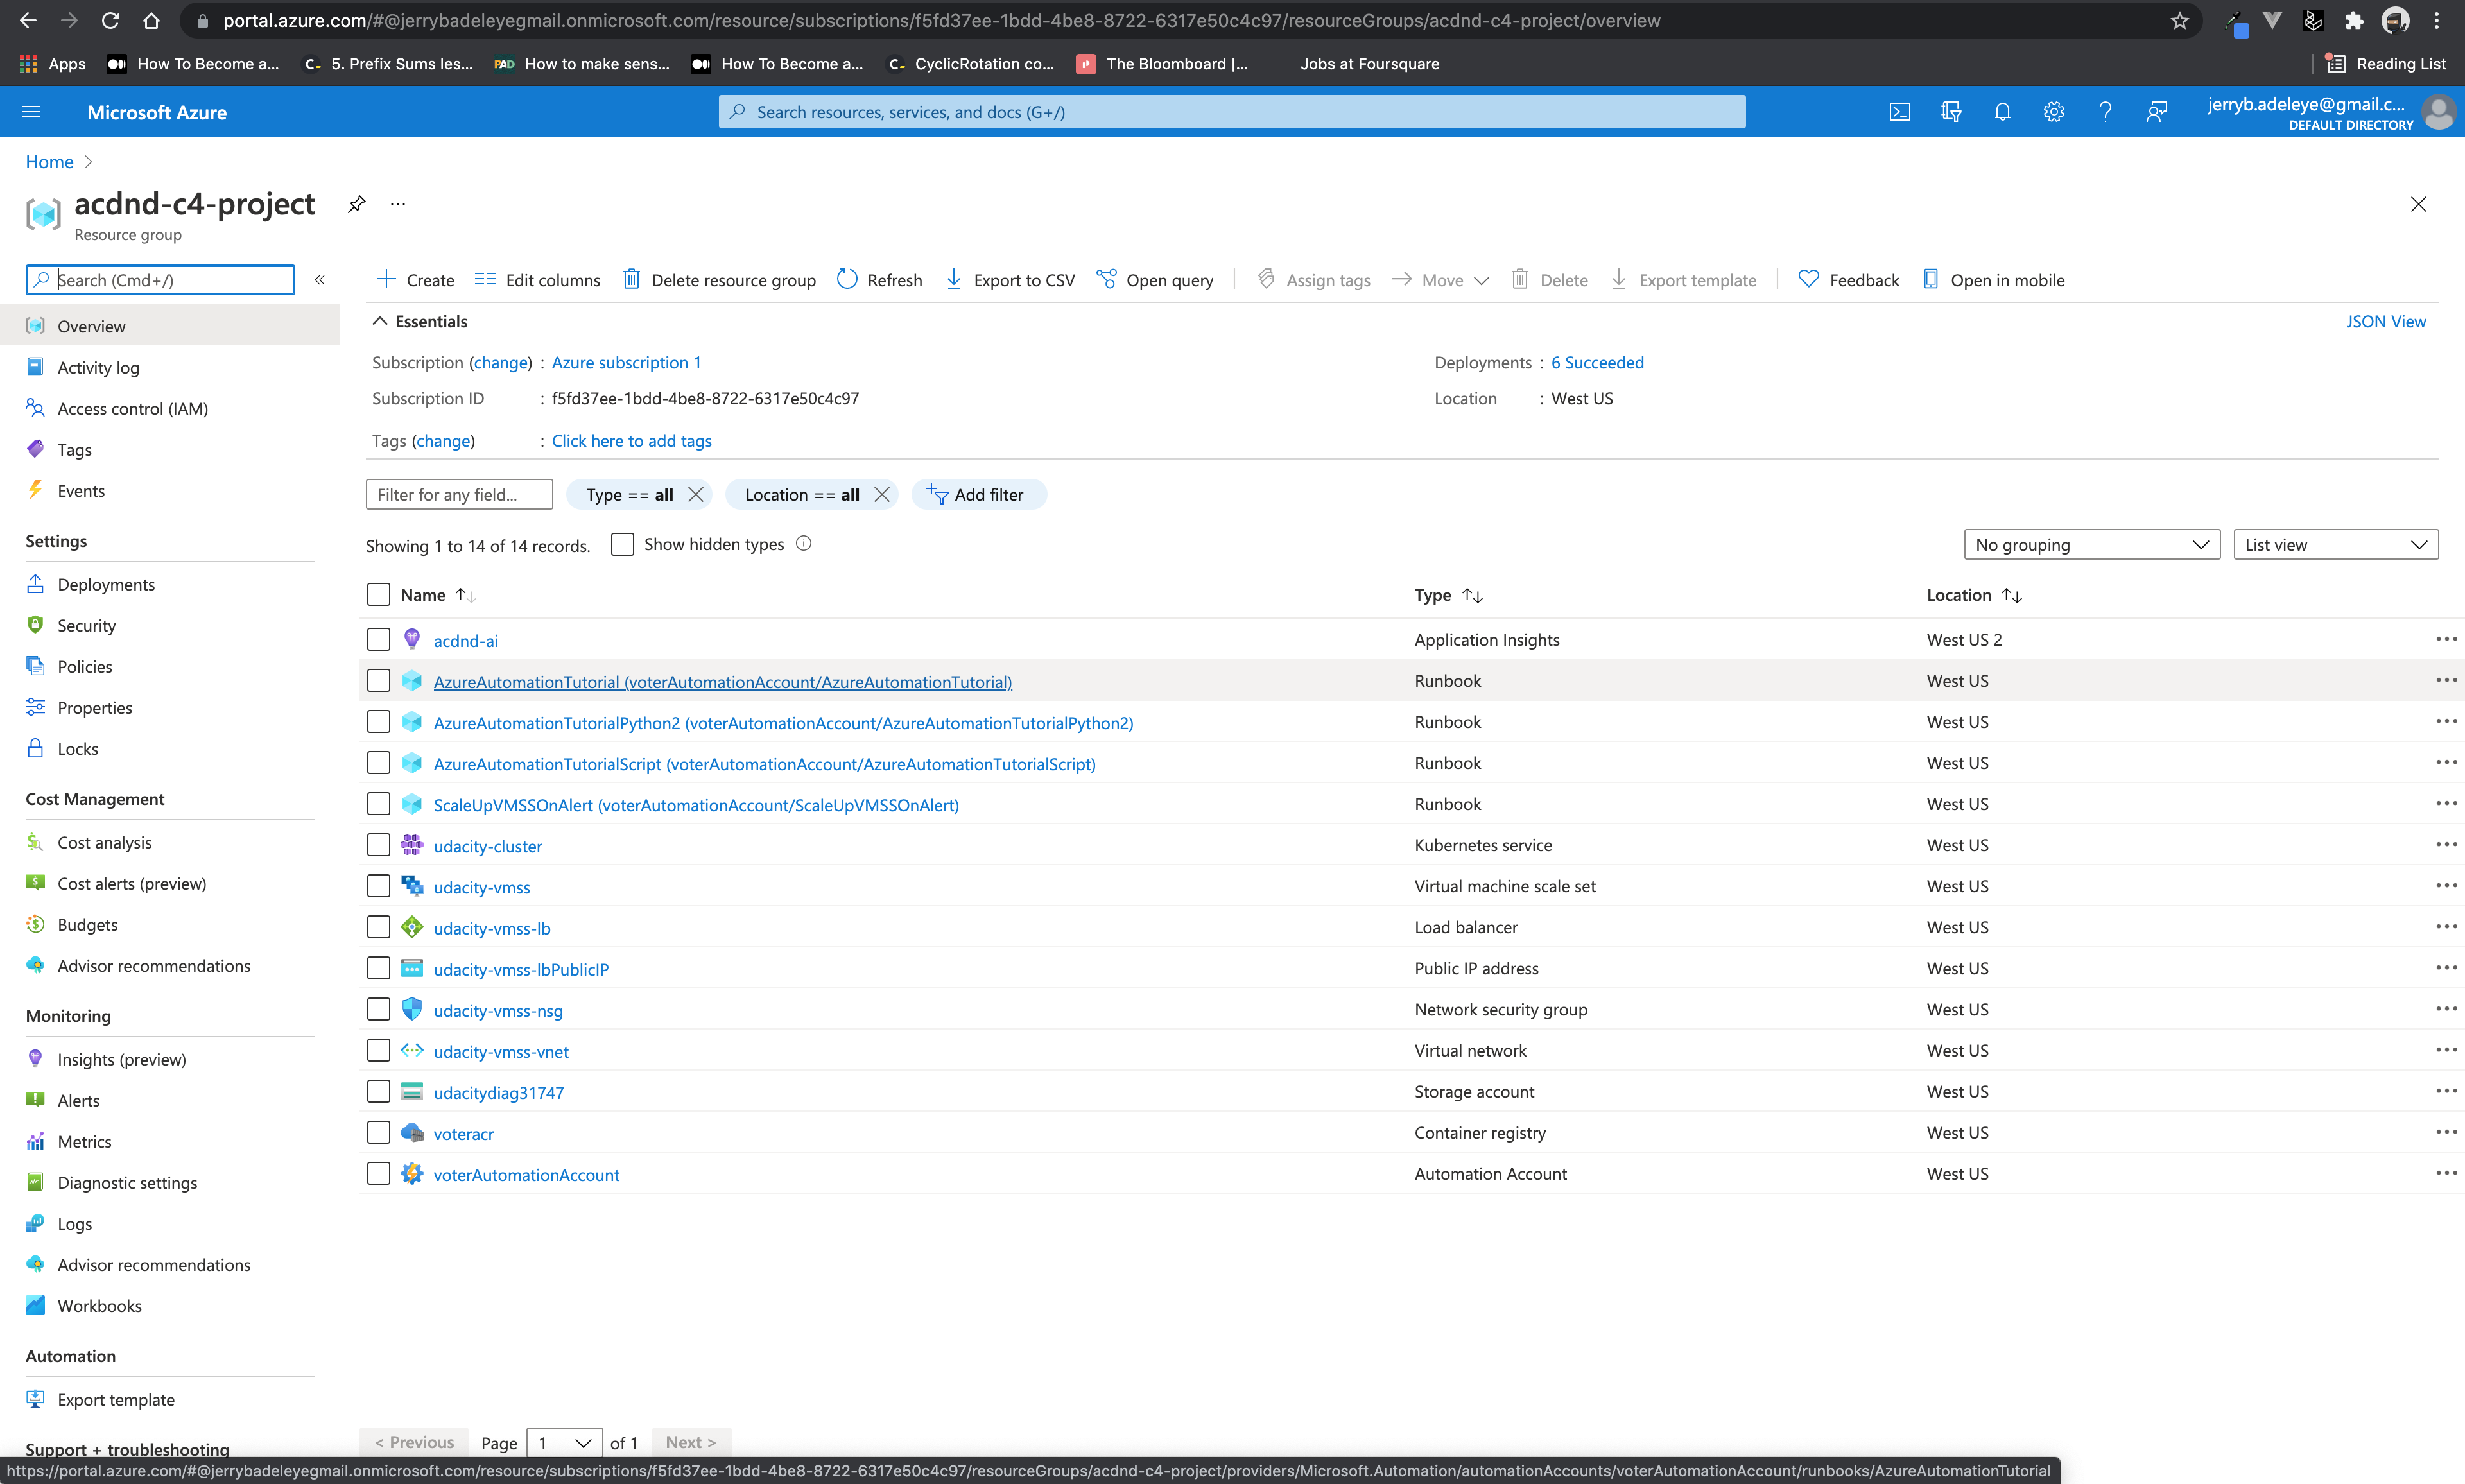 portal.azure.com/#@jerrybadeleyegmail.onmicrosoft.com/resource/subscriptions/f5fd37ee-1bdd-4be8-8722-6317e50c4c97/resourceGroups/acdnd-c4-project/overview
Apps How To Become a... C- 5. Prefix Sums les... PAD How to make sens... How To Become a... C- CyclicRotation co... The Bloomboard |... Jobs at Foursquare Reading List
Microsoft Azure Search resources, services, and docs (G+/) jerryb.adeleye@gmail.c...
DEFAULT DIRECTORY
Home >
acdnd-c4-project ...
Resource group
Search (Cmd+/) «
Create Edit columns Delete resource group Refresh Export to CSV Open query Assign tags Move Delete Export template Feedback Open in mobile
Essentials JSON View
Subscription (change) : Azure subscription 1 Deployments : 6 Succeeded
Subscription ID : f5fd37ee-1bdd-4be8-8722-6317e50c4c97 Location : West US
Tags (change) : Click here to add tags
Filter for any field... Type == all Location == all Add filter
Showing 1 to 14 of 14 records. Show hidden types No grouping List view
Name Type Location
acdnd-ai Application Insights West US 2
AzureAutomationTutorial (voterAutomationAccount/AzureAutomationTutorial) Runbook West US
AzureAutomationTutorialPython2 (voterAutomationAccount/AzureAutomationTutorialPython2) Runbook West US
AzureAutomationTutorialScript (voterAutomationAccount/AzureAutomationTutorialScript) Runbook West US
ScaleUpVMSSOnAlert (voterAutomationAccount/ScaleUpVMSSOnAlert) Runbook West US
udacity-cluster Kubernetes service West US
udacity-vmss Virtual machine scale set West US
udacity-vmss-lb Load balancer West US
udacity-vmss-lbPublicIP Public IP address West US
udacity-vmss-nsg Network security group West US
udacity-vmss-vnet Virtual network West US
udacitydiag31747 Storage account West US
voteracr Container registry West US
voterAutomationAccount Automation Account West US
Overview
Activity log
Access control (IAM)
Tags
Events
Settings
Deployments
Security
Policies
Properties
Locks
Cost Management
Cost analysis
Cost alerts (preview)
Budgets
Advisor recommendations
Monitoring
Insights (preview)
Alerts
Metrics
Diagnostic settings
Logs
Advisor recommendations
Workbooks
Automation
Export template
Support + troubleshooting
< Previous Page 1 of 1 Next >
https://portal.azure.com/#@jerrybadeleyegmail.onmicrosoft.com/resource/subscriptions/f5fd37ee-1bdd-4be8-8722-6317e50c4c97/resourceGroups/acdnd-c4-project/providers/Microsoft.Automation/automationAccounts/voterAutomationAccount/runbooks/AzureAutomationTutorial